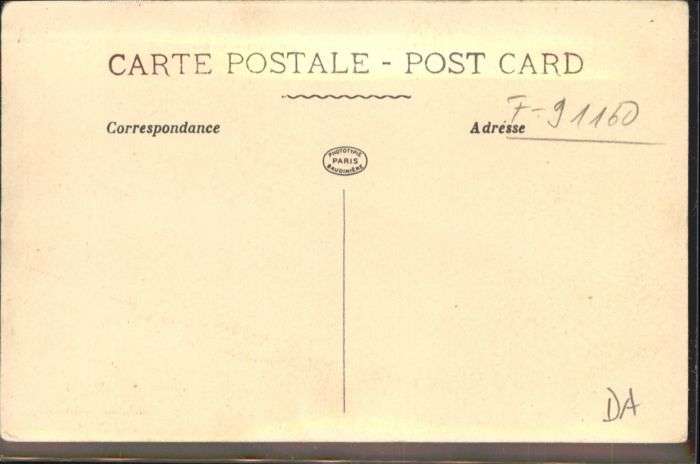 CARTE POSTALE - POST CARD
F-91160
Correspondance
Adresse
PHOTOTYPIE
PARIS
BAUDINIÈRE
DA